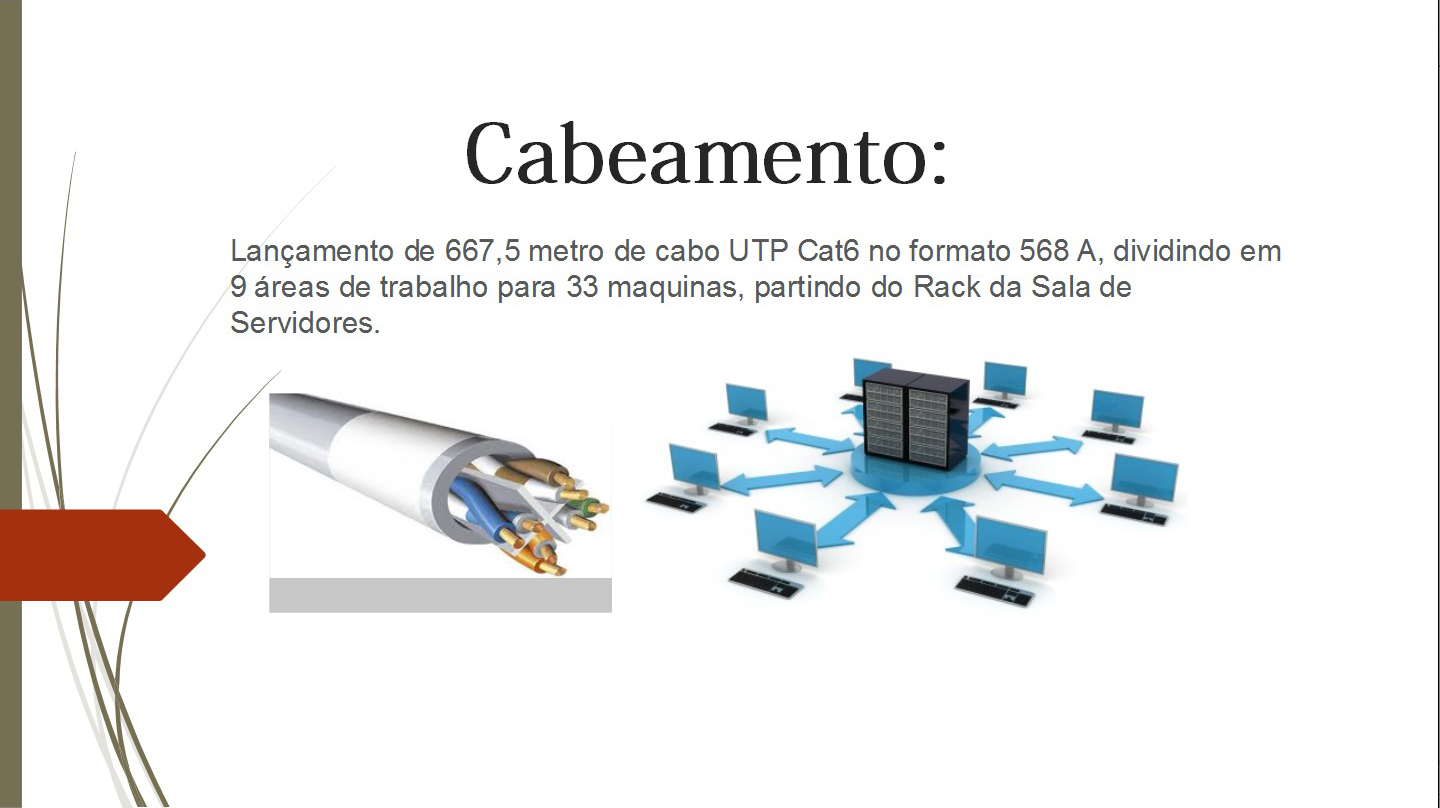 Cabeamento:
Lançamento de 667,5 metro de cabo UTP Cat6 no formato 568 A, dividindo em
9 áreas de trabalho para 33 maquinas, partindo do Rack da Sala de
Servidores.